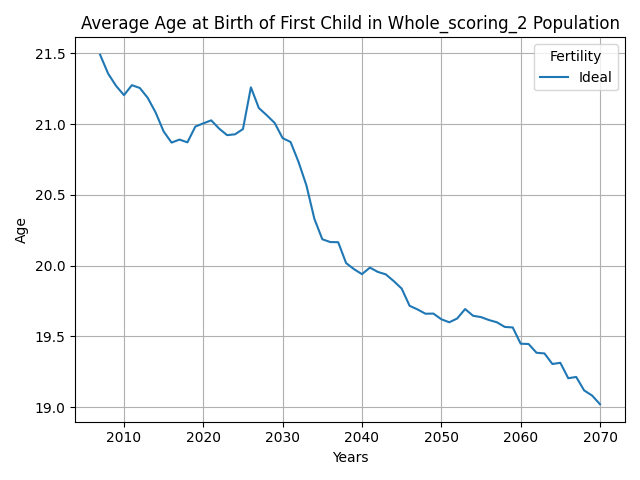 Average Age at Birth of First Child in Whole_scoring_2 Population
Fertility
Ideal
21.5
21.0
20.5
20.0
19.5
19.0
Age
2010 2020 2030 2040 2050 2060 2070
Years